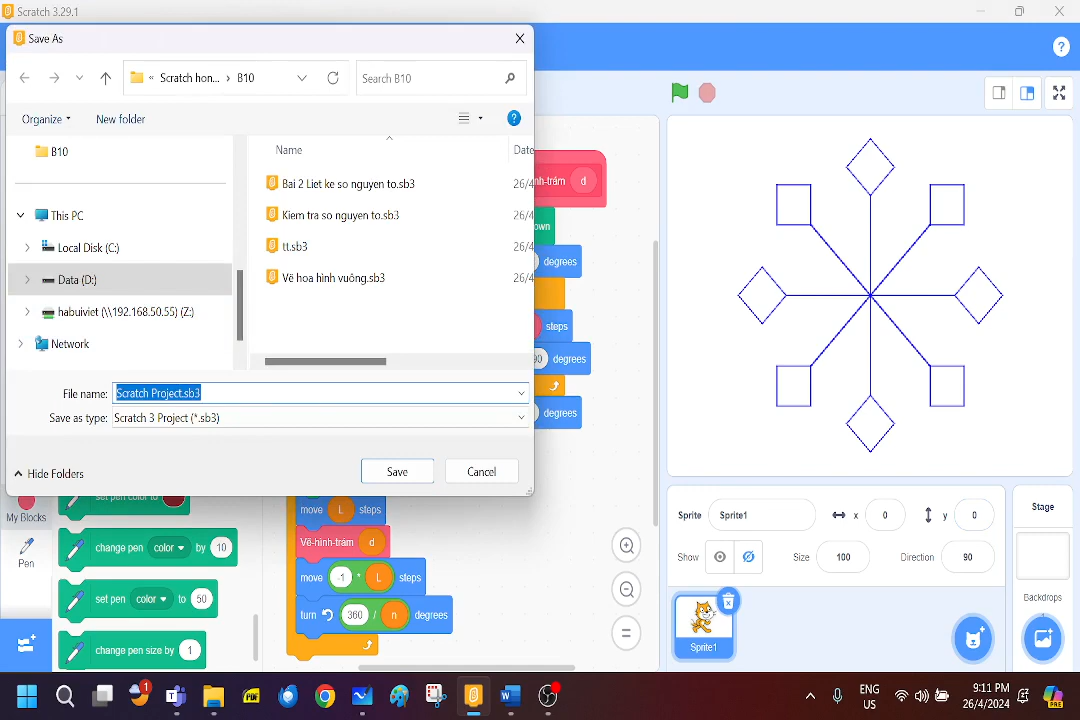 Scratch 3.29.1
Save As
« Scratch hon... › B10
Search B10
Organize
New folder
B10
This PC
Local Disk (C:)
Data (D:)
habuiviet (\\192.168.50.55) (Z:)
Network
Name
Date
Bai 2 Liet ke so nguyen to.sb3
26/4
Kiem tra so nguyen to.sb3
26/4
tt.sb3
26/4
Vẽ hoa hình vuông.sb3
26/4
File name:
Scratch Project.sb3
Save as type:
Scratch 3 Project (*.sb3)
Hide Folders
Save
Cancel
d
degrees
steps
90 degrees
degrees
My Blocks
Pen
set pen color to
change pen color by 10
set pen color to 50
change pen size by 1
move L steps
Vẽ-hình-trám d
move -1 * L steps
turn 360 / n degrees
Sprite
Sprite1
x 0
y 0
Show
Size 100
Direction 90
Sprite1
Stage
Backdrops
1
1
ENG
US
9:11 PM
26/4/2024
PRE